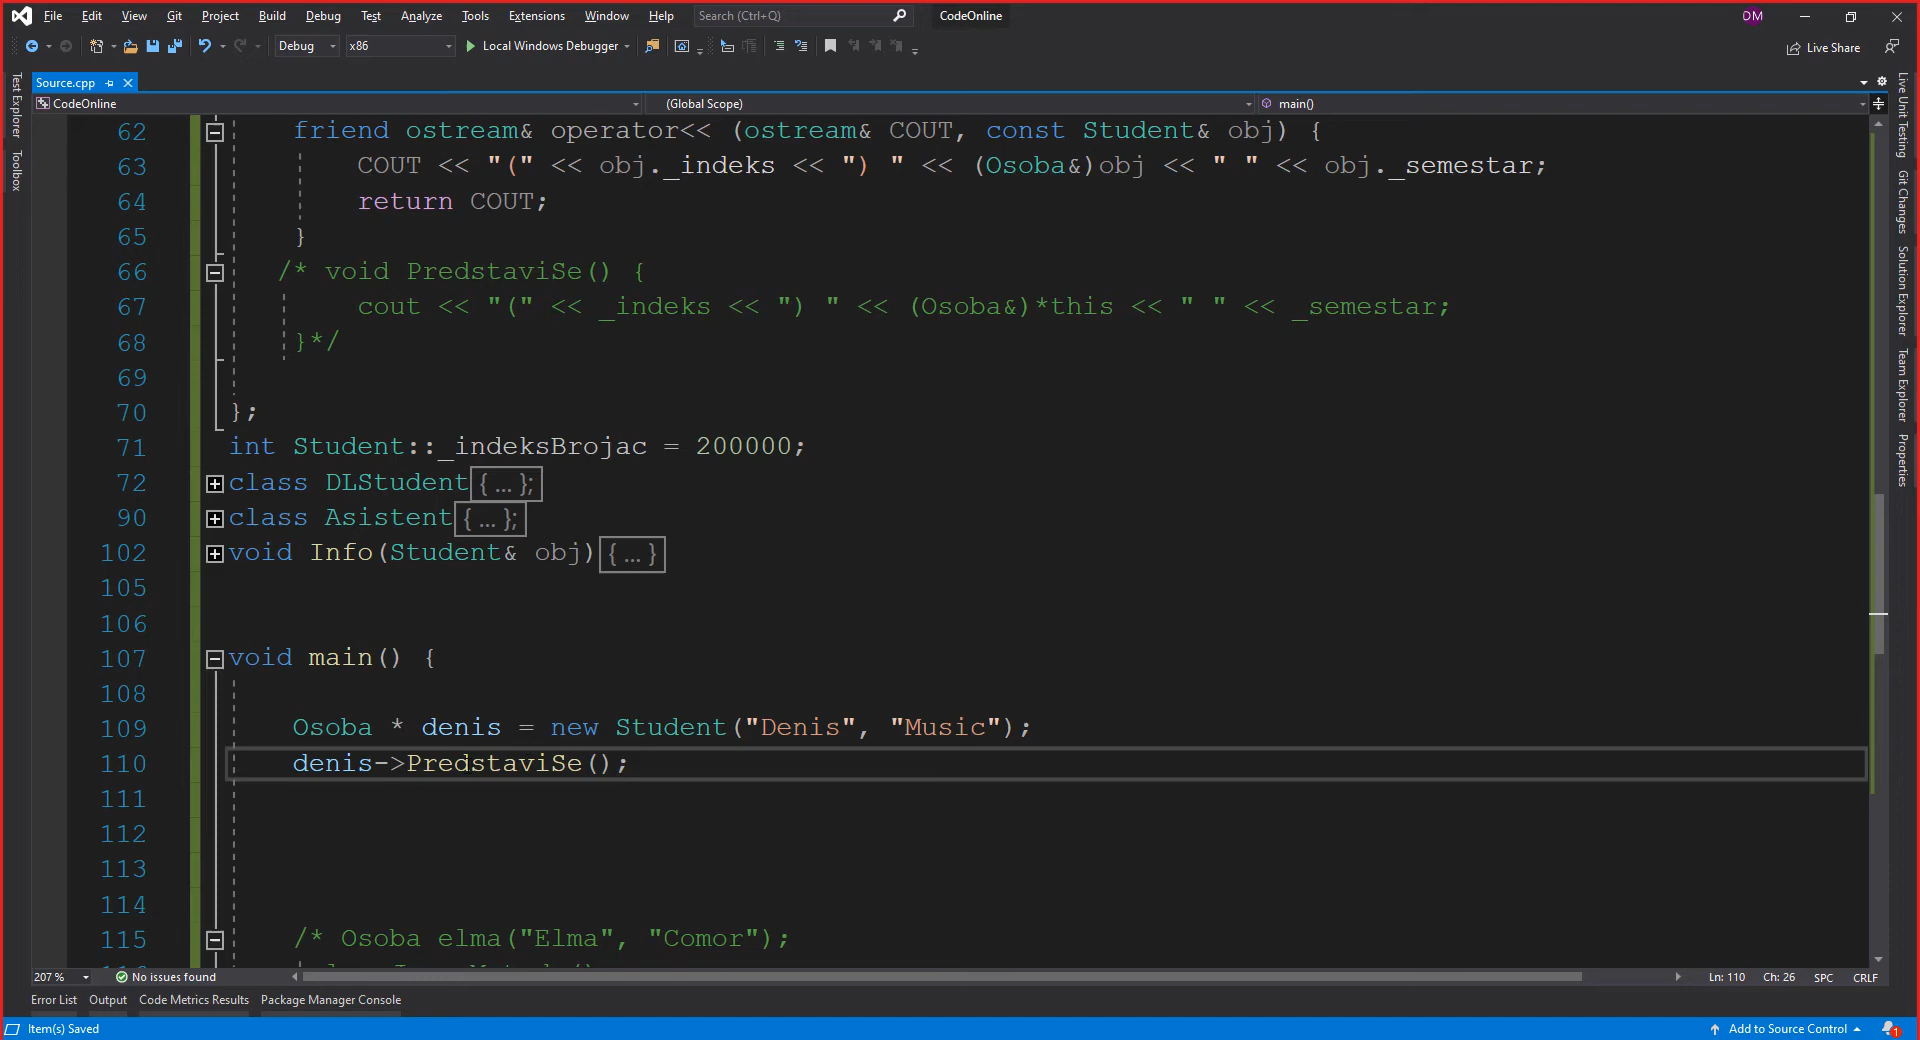 File Edit View Git Project Build Debug Test Analyze Tools Extensions Window Help Search (Ctrl+Q) CodeOnline DM
Debug x86 Local Windows Debugger Live Share
Source.cpp
CodeOnline (Global Scope) main()
Test Explorer
Toolbox
62 friend ostream& operator<< (ostream& COUT, const Student& obj) {
63 COUT << "(" << obj._indeks << ") " << (Osoba&)obj << " " << obj._semestar;
64 return COUT;
65 }
66 /* void PredstaviSe() {
67 cout << "(" << _indeks << ") " << (Osoba&)*this << " " << _semestar;
68 }*/
69
70 };
71 int Student::_indeksBrojac = 200000;
72 class DLStudent{ ... };
90 class Asistent{ ... };
102 void Info(Student& obj){ ... }
105
106
107 void main() {
108
109 Osoba * denis = new Student("Denis", "Music");
110 denis->PredstaviSe();
111
112
113
114
115 /* Osoba elma("Elma", "Comor");
Live Unit Testing
Git Changes
Solution Explorer
Team Explorer
Properties
207 % No issues found Ln: 110 Ch: 26 SPC CRLF
Error List Output Code Metrics Results Package Manager Console
Item(s) Saved Add to Source Control 1